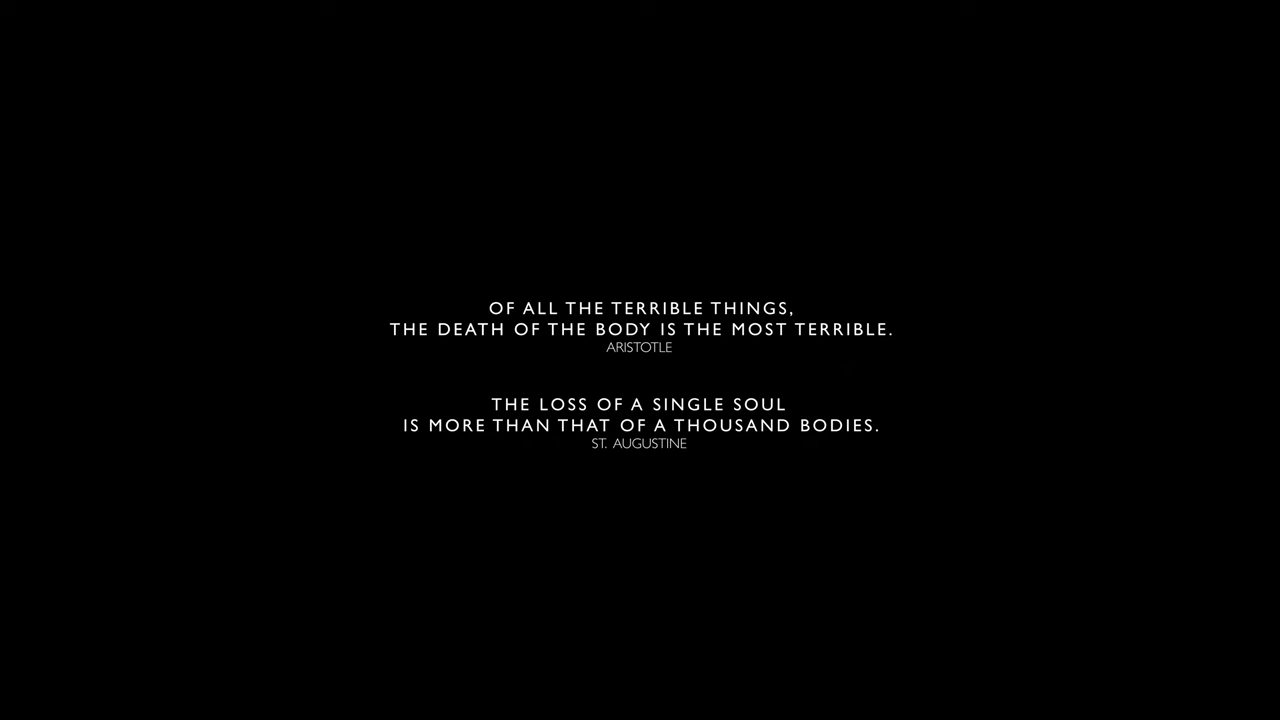 OF ALL THE TERRIBLE THINGS,
THE DEATH OF THE BODY IS THE MOST TERRIBLE.
ARISTOTLE
THE LOSS OF A SINGLE SOUL
IS MORE THAN THAT OF A THOUSAND BODIES.
ST. AUGUSTINE